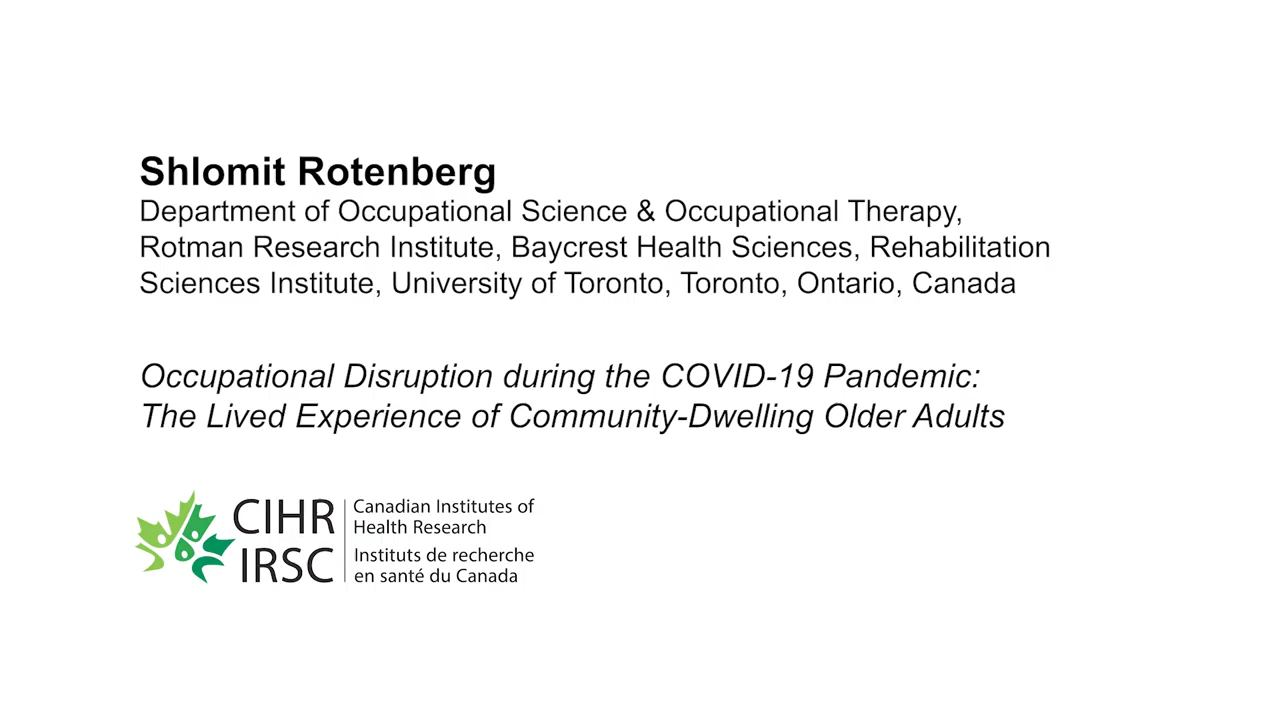 Shlomit Rotenberg
Department of Occupational Science & Occupational Therapy,
Rotman Research Institute, Baycrest Health Sciences, Rehabilitation
Sciences Institute, University of Toronto, Toronto, Ontario, Canada
Occupational Disruption during the COVID-19 Pandemic:
The Lived Experience of Community-Dwelling Older Adults
CIHR
IRSC
Canadian Institutes of
Health Research
Instituts de recherche
en santé du Canada